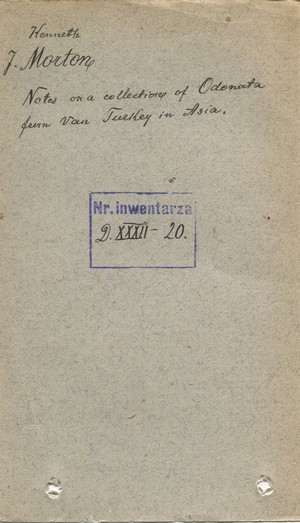 Kenneth
J. Morton
Notes on a collections of Odonata
from Van Turkey in Asia.
Nr. inwentarza
D. XXXII - 20.